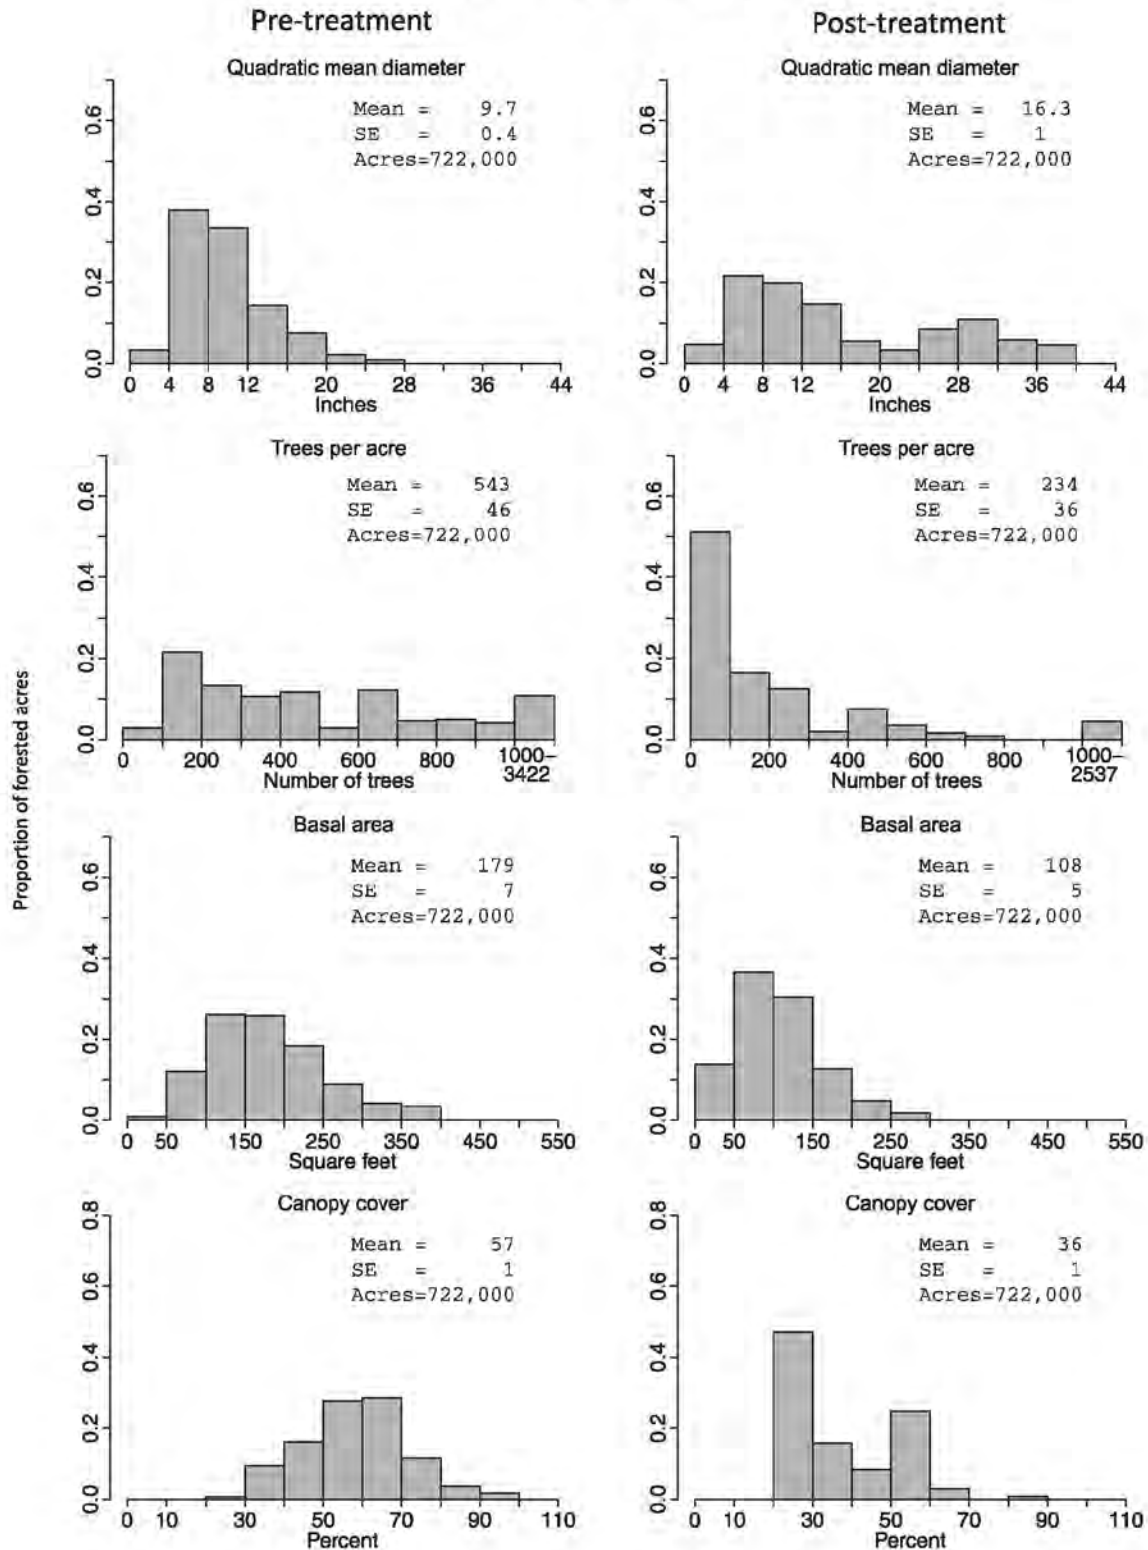 Pre-treatment
Post-treatment
Proportion of forested acres
Quadratic mean diameter
Mean = 9.7
SE = 0.4
Acres=722,000
0.0 0.2 0.4 0.6
0 4 8 12 20 28 36 44
Inches
Quadratic mean diameter
Mean = 16.3
SE = 1
Acres=722,000
0.0 0.2 0.4 0.6
0 4 8 12 20 28 36 44
Inches
Trees per acre
Mean = 543
SE = 46
Acres=722,000
0.0 0.2 0.4 0.6
0 200 400 600 800 1000–
3422
Number of trees
Trees per acre
Mean = 234
SE = 36
Acres=722,000
0.0 0.2 0.4 0.6
0 200 400 600 800 1000–
2537
Number of trees
Basal area
Mean = 179
SE = 7
Acres=722,000
0.0 0.2 0.4 0.6
0 50 150 250 350 450 550
Square feet
Basal area
Mean = 108
SE = 5
Acres=722,000
0.0 0.2 0.4 0.6
0 50 150 250 350 450 550
Square feet
Canopy cover
Mean = 57
SE = 1
Acres=722,000
0.0 0.2 0.4 0.6 0.8
0 10 30 50 70 90 110
Percent
Canopy cover
Mean = 36
SE = 1
Acres=722,000
0.0 0.2 0.4 0.6 0.8
0 10 30 50 70 90 110
Percent